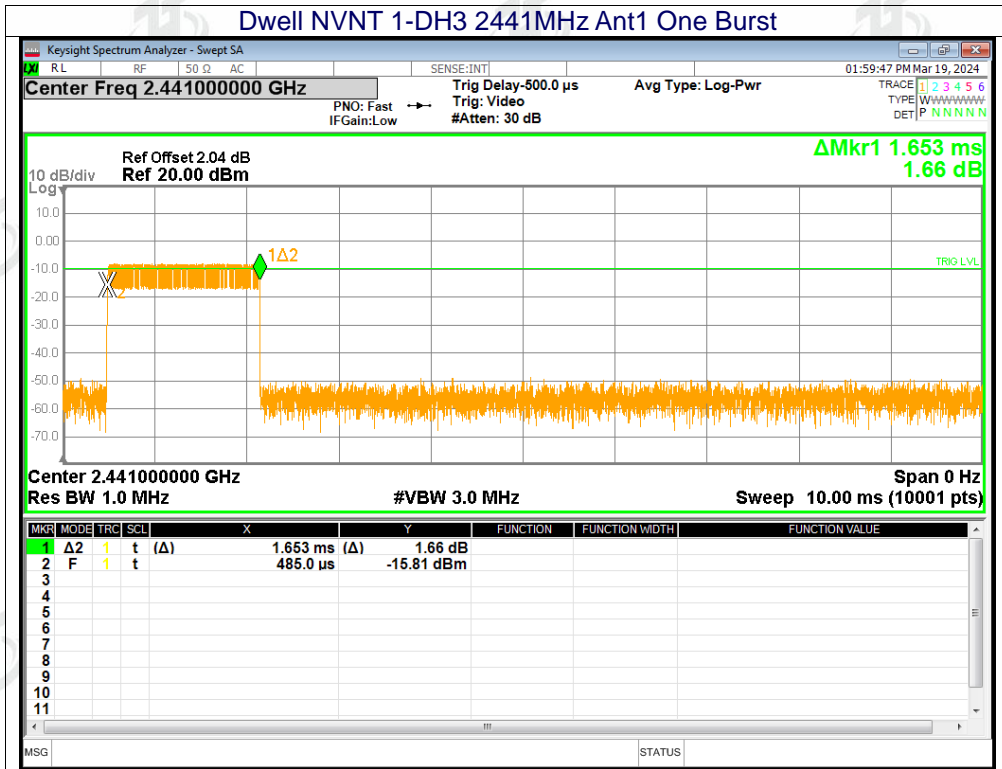 Dwell NVNT 1-DH3 2441MHz Ant1 One Burst
Keysight Spectrum Analyzer - Swept SA
LXI RL RF 50 Ω AC SENSE:INT 01:59:47 PM Mar 19, 2024
Center Freq 2.441000000 GHz Trig Delay-500.0 µs Avg Type: Log-Pwr TRACE 1 2 3 4 5 6
PNO: Fast Trig: Video TYPE WWWWWWW
IFGain:Low #Atten: 30 dB DET P N N N N N
ΔMkr1 1.653 ms
1.66 dB
Ref Offset 2.04 dB
10 dB/div Ref 20.00 dBm
Log
10.0
0.00
-10.0
-20.0
-30.0
-40.0
-50.0
-60.0
-70.0
1Δ2
2
TRIG LVL
Center 2.441000000 GHz Span 0 Hz
Res BW 1.0 MHz #VBW 3.0 MHz Sweep 10.00 ms (10001 pts)
MKR MODE TRC SCL X Y FUNCTION FUNCTION WIDTH FUNCTION VALUE
1 Δ2 1 t (Δ) 1.653 ms (Δ) 1.66 dB
2 F 1 t 485.0 µs -15.81 dBm
3
4
5
6
7
8
9
10
11
MSG STATUS